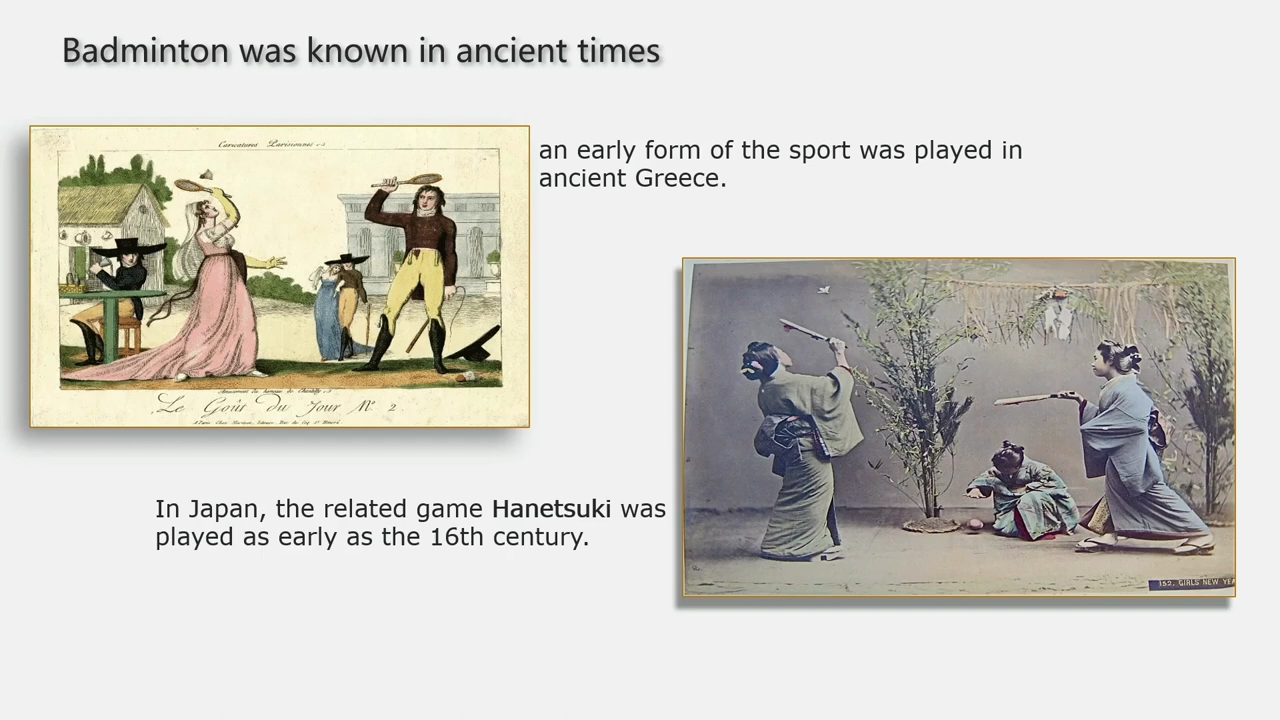 Badminton was known in ancient times
Caricatures Parisiennes
an early form of the sport was played in
ancient Greece.
Le Goût du Jour Nº 2.
In Japan, the related game Hanetsuki was
played as early as the 16th century.
152. GIRLS NEW YEA